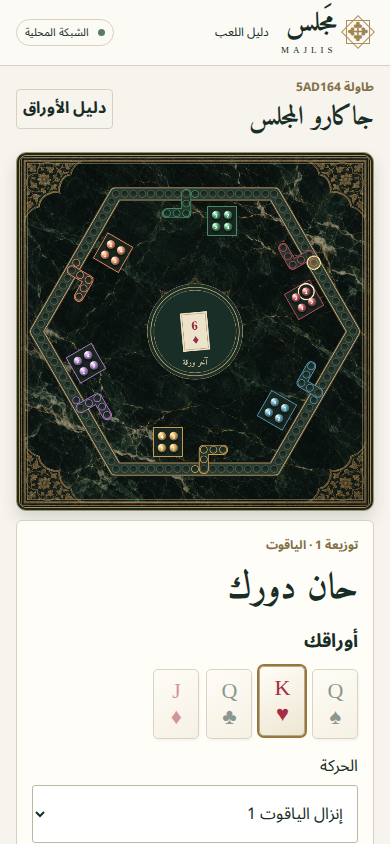 مَجلس
MAJLIS
دليل اللعب
الشبكة المحلية
طاولة 5AD164
جاكارو المجلس
دليل الأوراق
6
♦
آخر ورقة
توزيعة 1 · الياقوت
حان دورك
أوراقك
Q
♠
K
♥
Q
♣
J
♦
الحركة
إنزال الياقوت 1